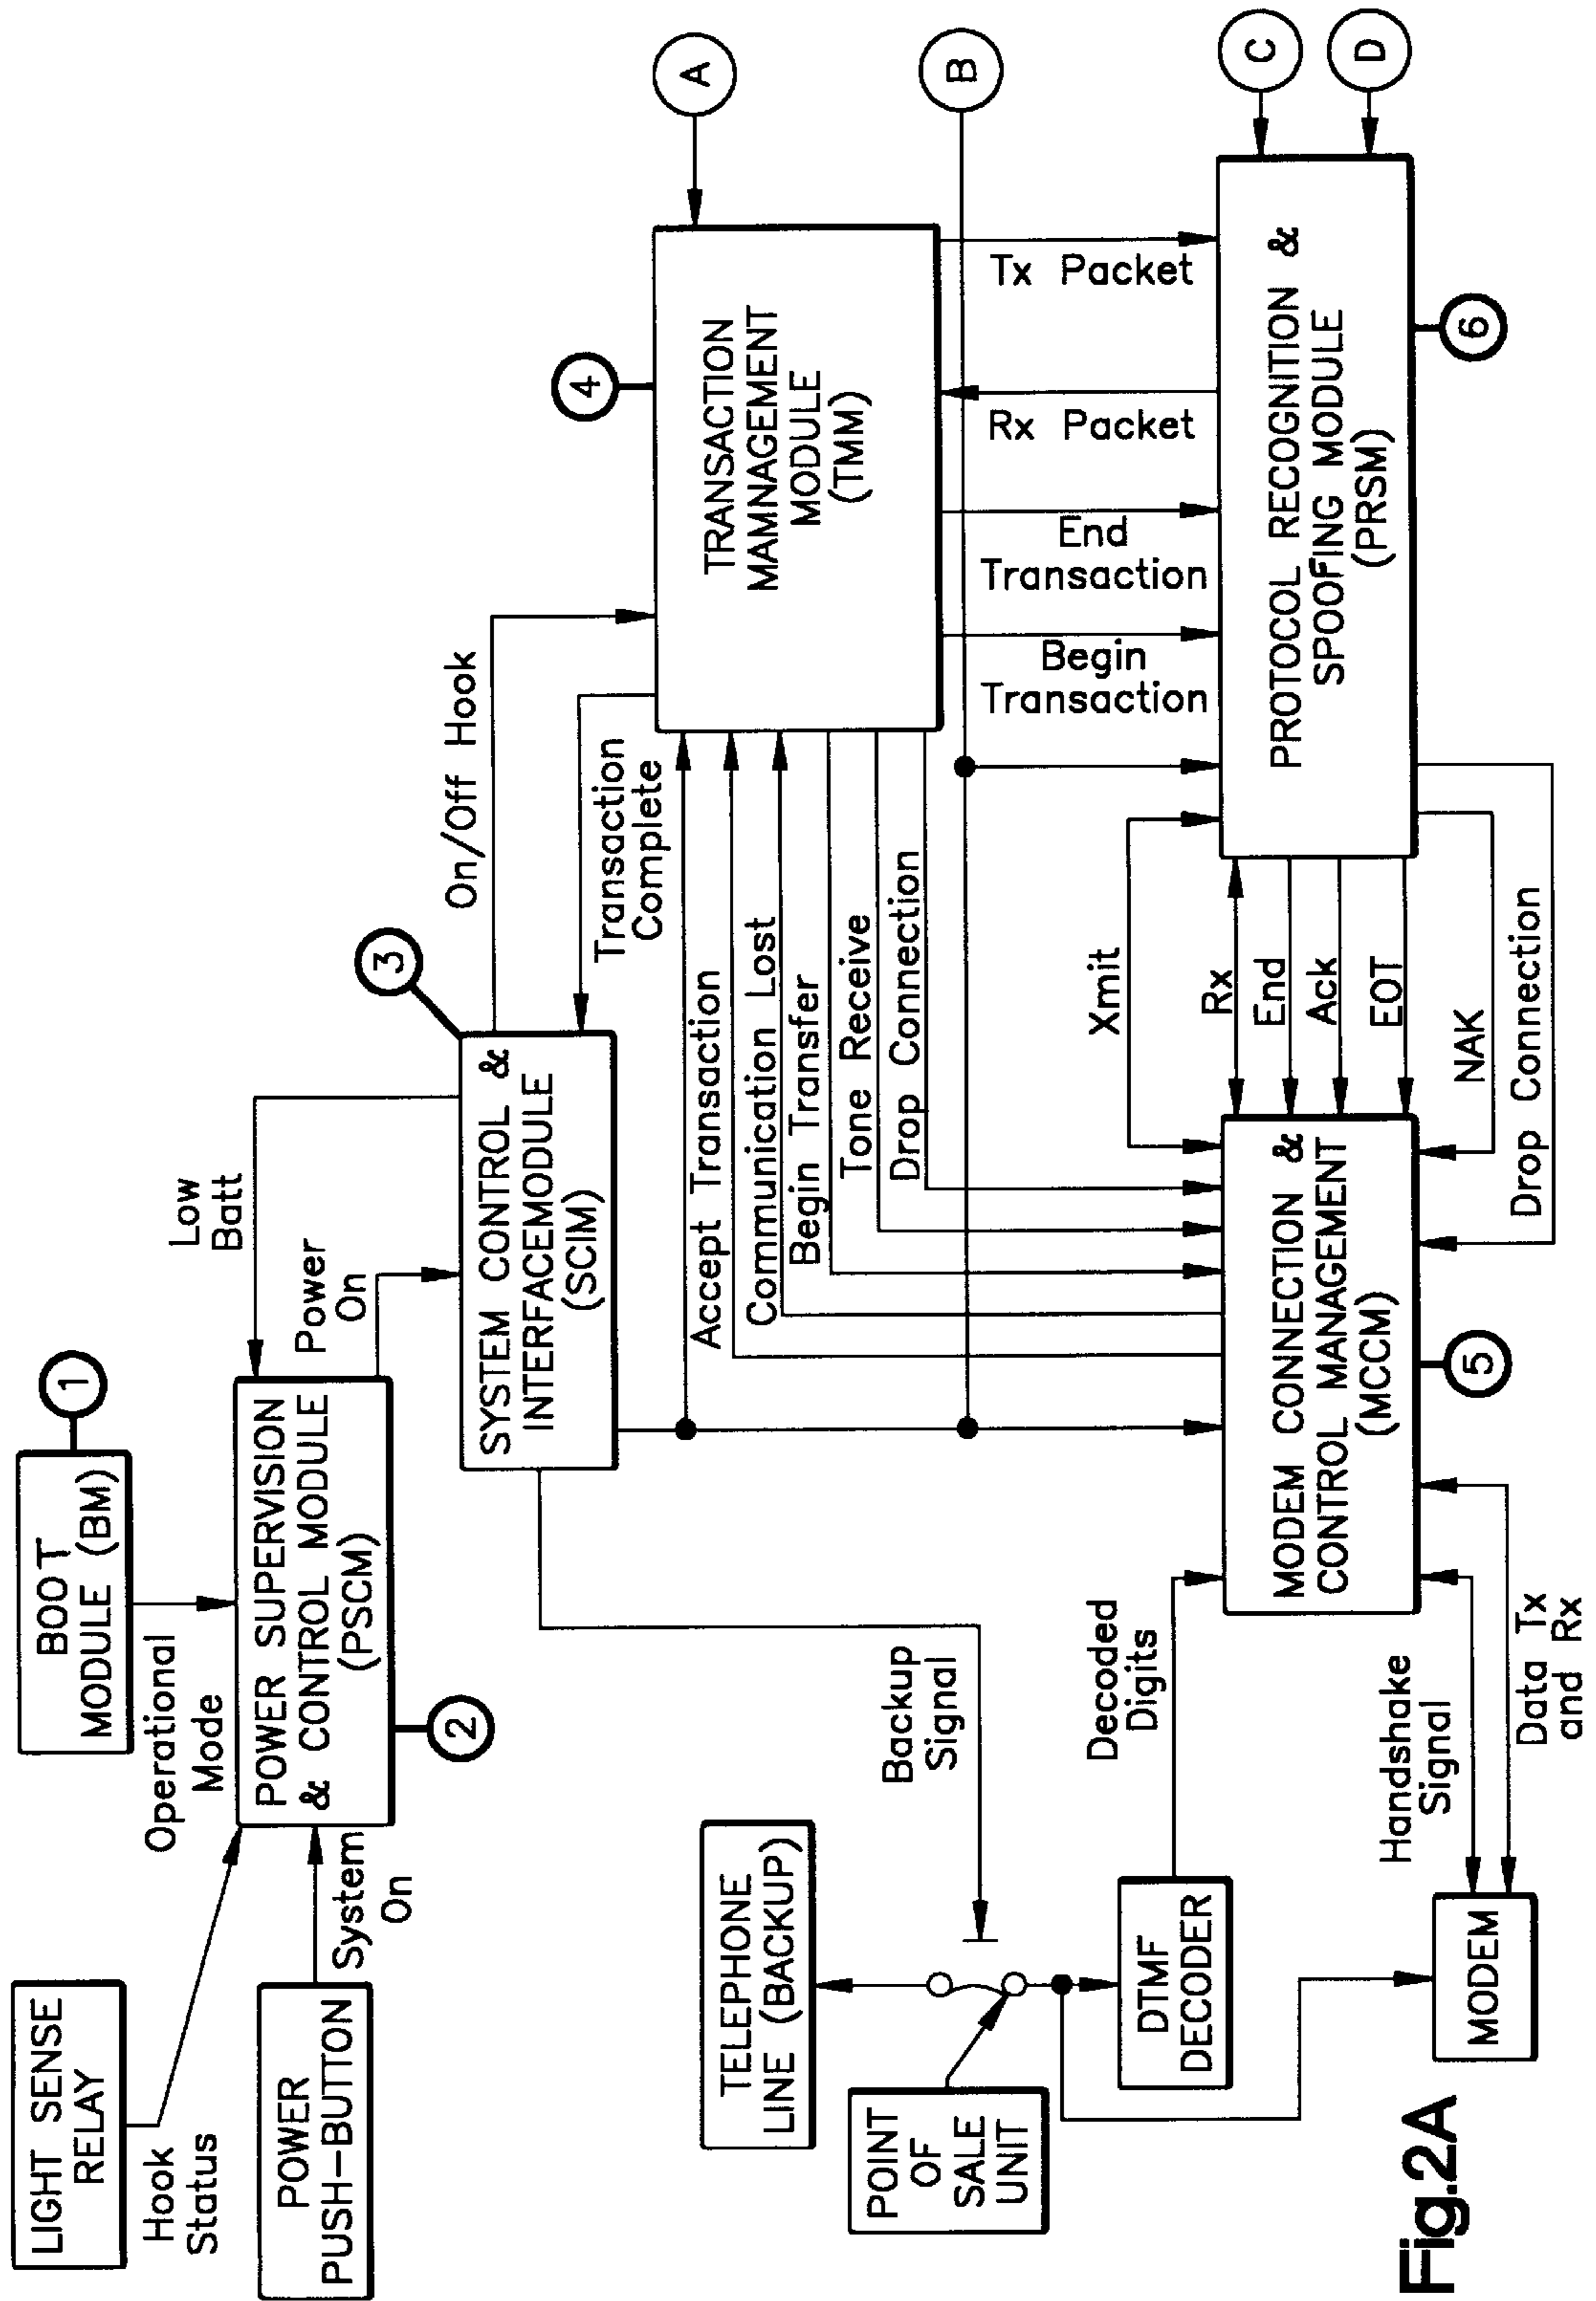 LIGHT SENSE
RELAY
Hook
Status
POWER
PUSH-BUTTON
System
On
BOOT
MODULE (BM)
1
Operational
Mode
POWER SUPERVISION
& CONTROL MODULE
(PSCM)
2
Low
Batt
Power
On
SYSTEM CONTROL &
INTERFACEMODULE
(SCIM)
3
On/Off Hook
Transaction
Complete
TRANSACTION
MAMNAGEMENT
MODULE
(TMM)
4
A
B
C
D
Accept Transaction
Communication Lost
Begin Transfer
Tone Receive
Drop Connection
Begin
Transaction
End
Transaction
Rx Packet
Tx Packet
TELEPHONE
LINE (BACKUP)
Backup
Signal
POINT
OF
SALE
UNIT
DTMF
DECODER
Decoded
Digits
MODEM
Handshake
Signal
Data Tx
and Rx
MODEM CONNECTION &
CONTROL MANAGEMENT
(MCCM)
5
Xmit
Rx
End
Ack
EOT
NAK
Drop Connection
PROTOCOL RECOGNITION &
SPOOFING MODULE
(PRSM)
6
Fig.2A